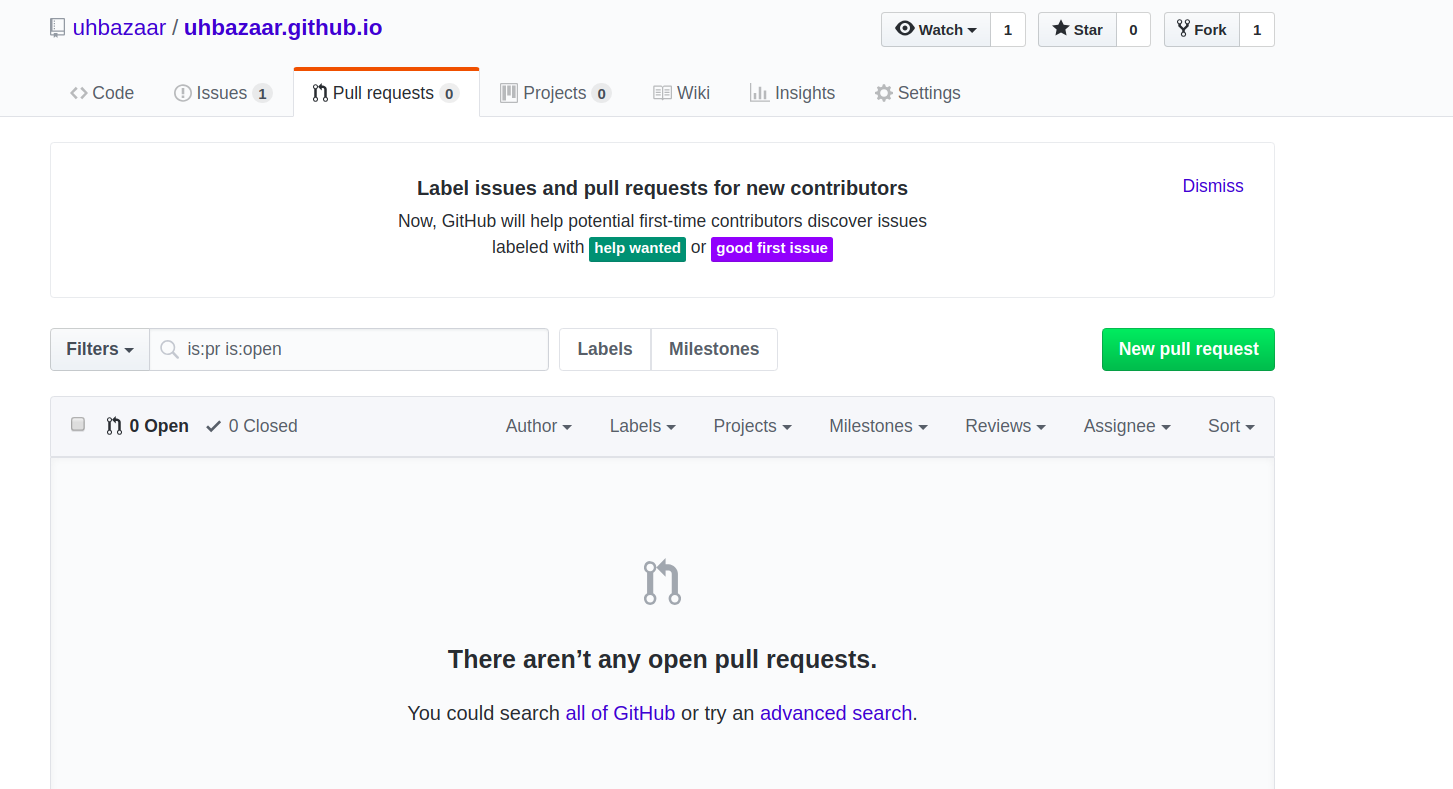 uhbazaar / uhbazaar.github.io
Watch 1 Star 0 Fork 1
Code Issues 1 Pull requests 0 Projects 0 Wiki Insights Settings
Label issues and pull requests for new contributors
Dismiss
Now, GitHub will help potential first-time contributors discover issues
labeled with help wanted or good first issue
Filters is:pr is:open Labels Milestones New pull request
0 Open 0 Closed Author Labels Projects Milestones Reviews Assignee Sort
There aren’t any open pull requests.
You could search all of GitHub or try an advanced search.